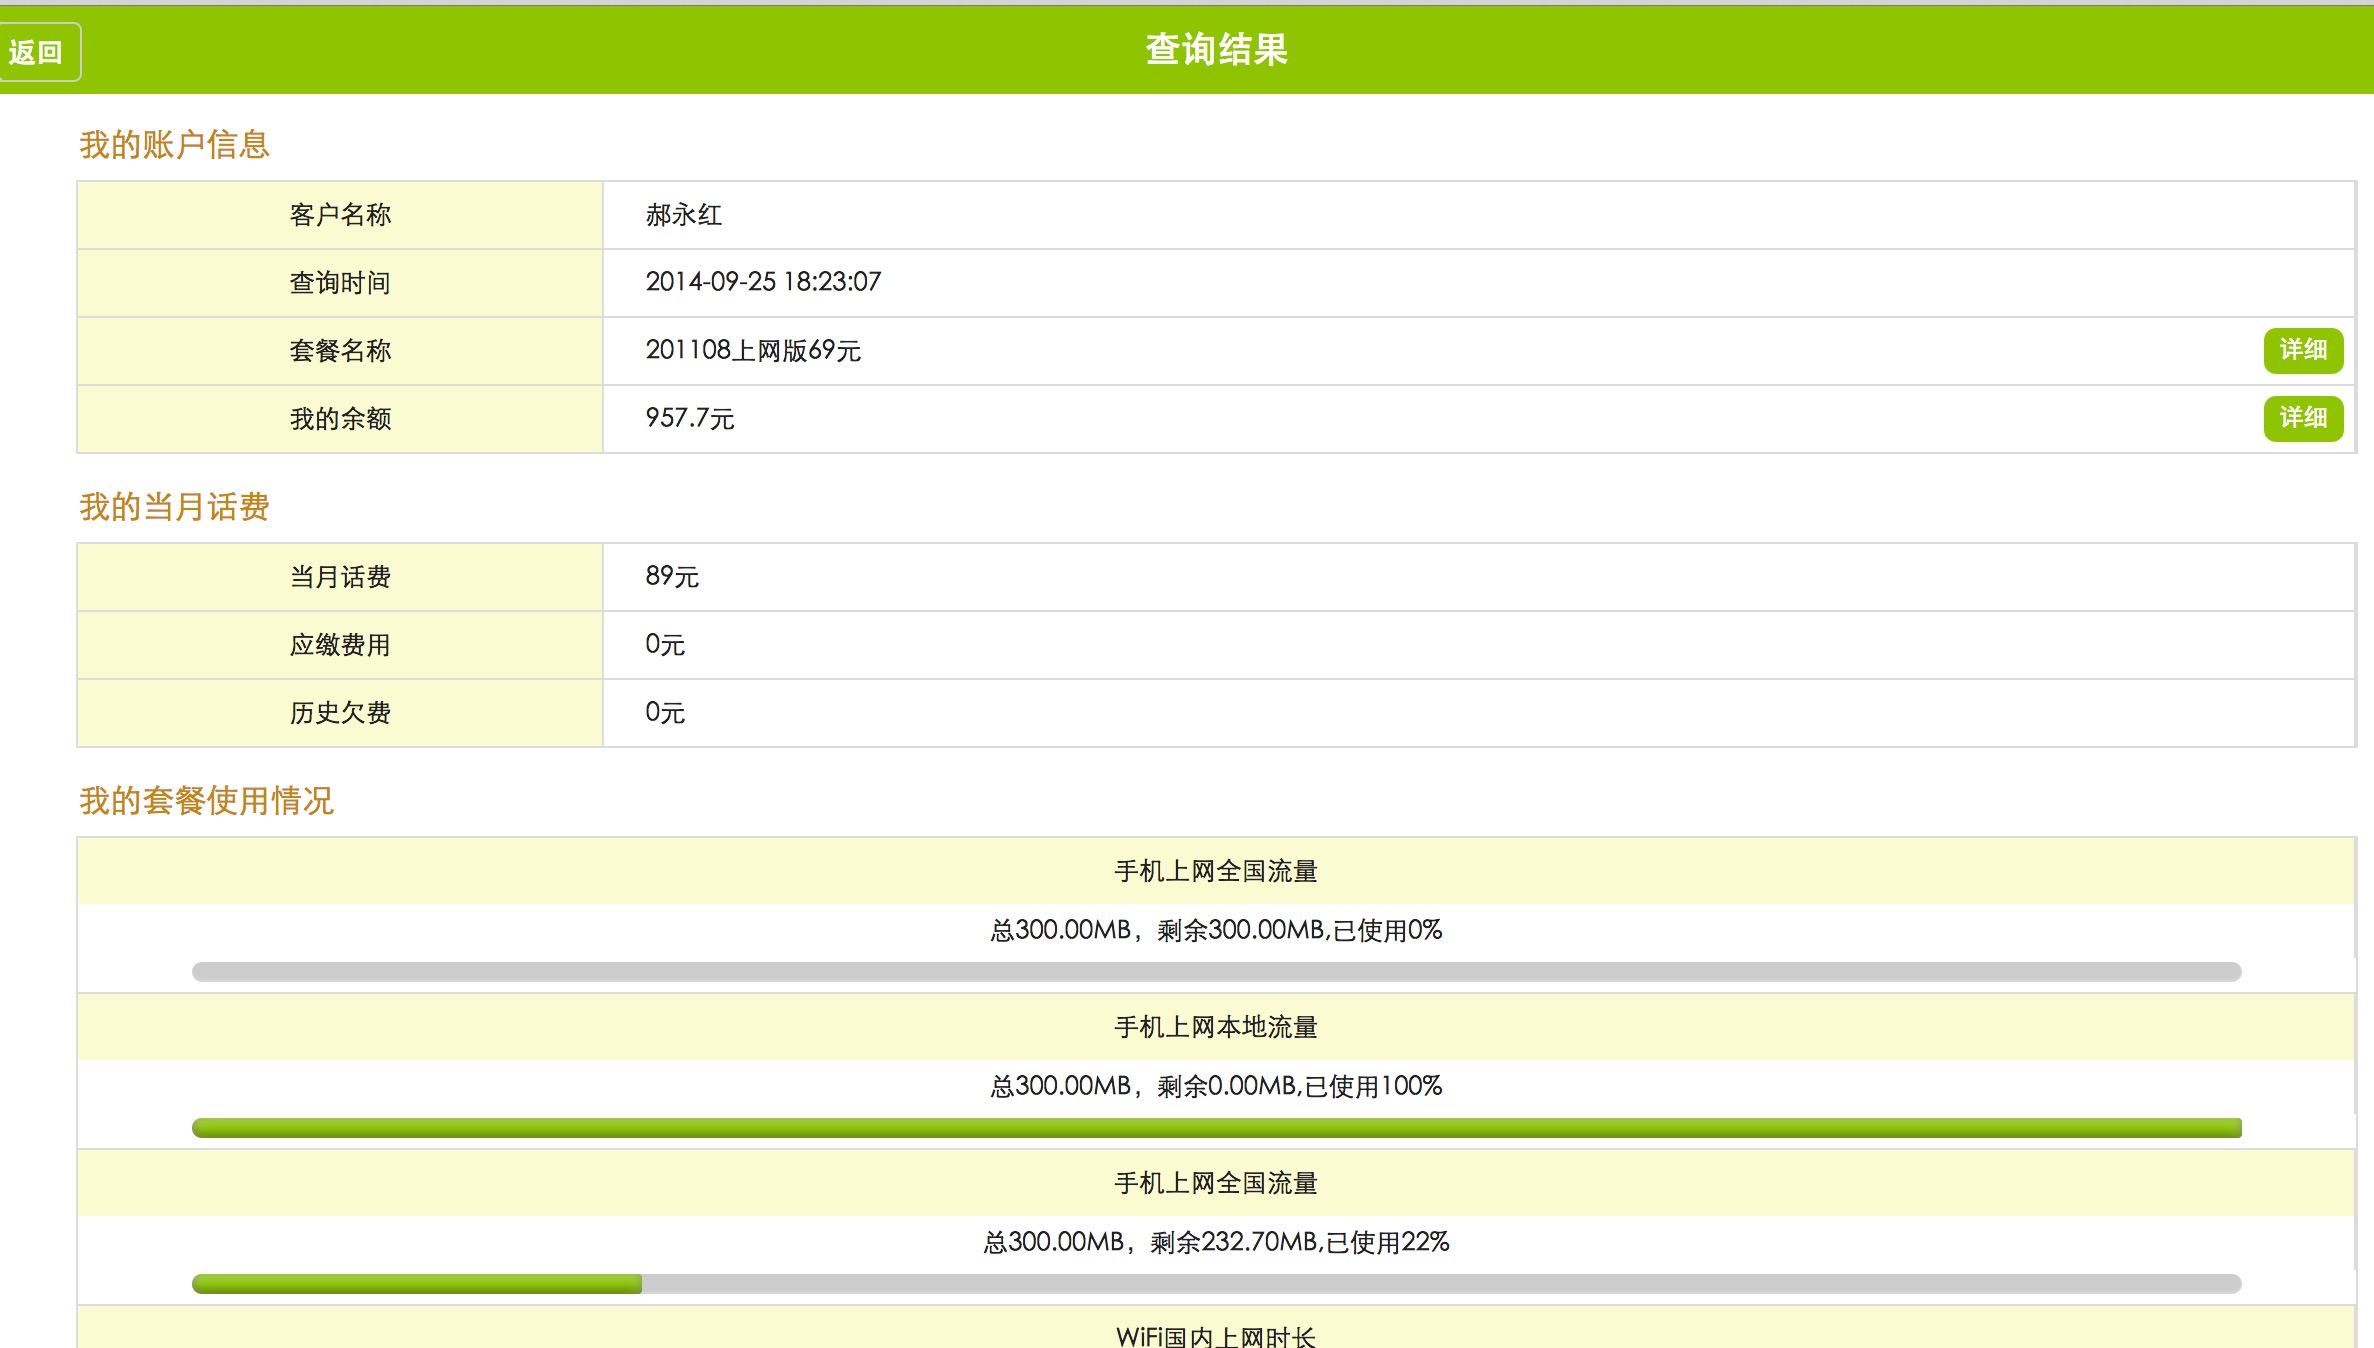 返回
查询结果
我的账户信息
客户名称 郝永红
查询时间 2014-09-25 18:23:07
套餐名称 201108上网版69元 详细
我的余额 957.7元 详细
我的当月话费
当月话费 89元
应缴费用 0元
历史欠费 0元
我的套餐使用情况
手机上网全国流量
总300.00MB，剩余300.00MB,已使用0%
手机上网本地流量
总300.00MB，剩余0.00MB,已使用100%
手机上网全国流量
总300.00MB，剩余232.70MB,已使用22%
WiFi国内上网时长